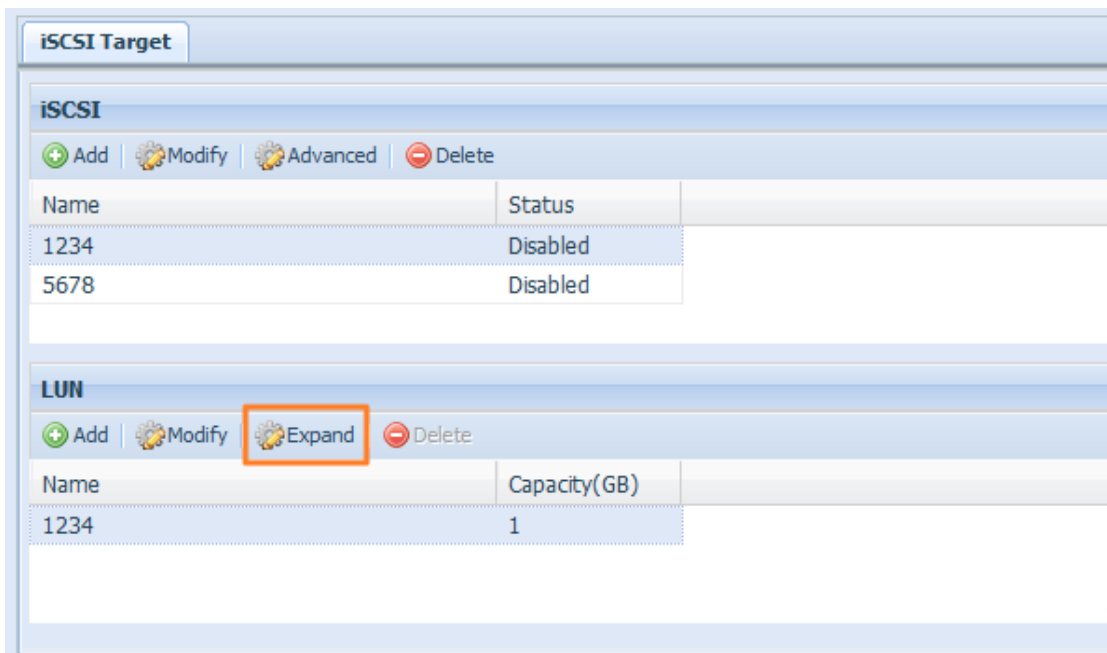 iSCSI Target
iSCSI
Add Modify Advanced Delete
Name Status
1234 Disabled
5678 Disabled
LUN
Add Modify Expand Delete
Name Capacity(GB)
1234 1